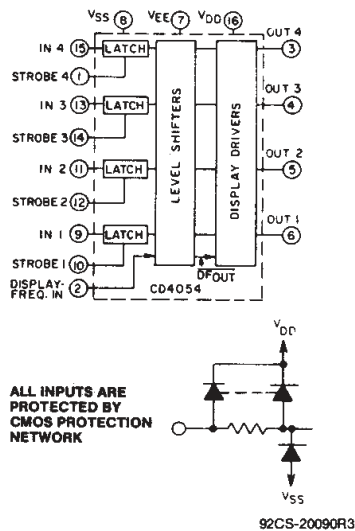 VSS VEE VDD
8 7 16
OUT 4
IN 4 15 LATCH 3
STROBE 4 1
OUT 3
IN 3 13 LATCH 4
STROBE 3 14
OUT 2
IN 2 11 LATCH 5
STROBE 2 12
LEVEL SHIFTERS
DISPLAY DRIVERS
OUT 1
IN 1 9 LATCH 6
STROBE 1 10
DISPLAY-
FREQ. IN 2
DFOUT
CD4054
VDD
ALL INPUTS ARE
PROTECTED BY
CMOS PROTECTION
NETWORK
VSS
92CS-20090R3